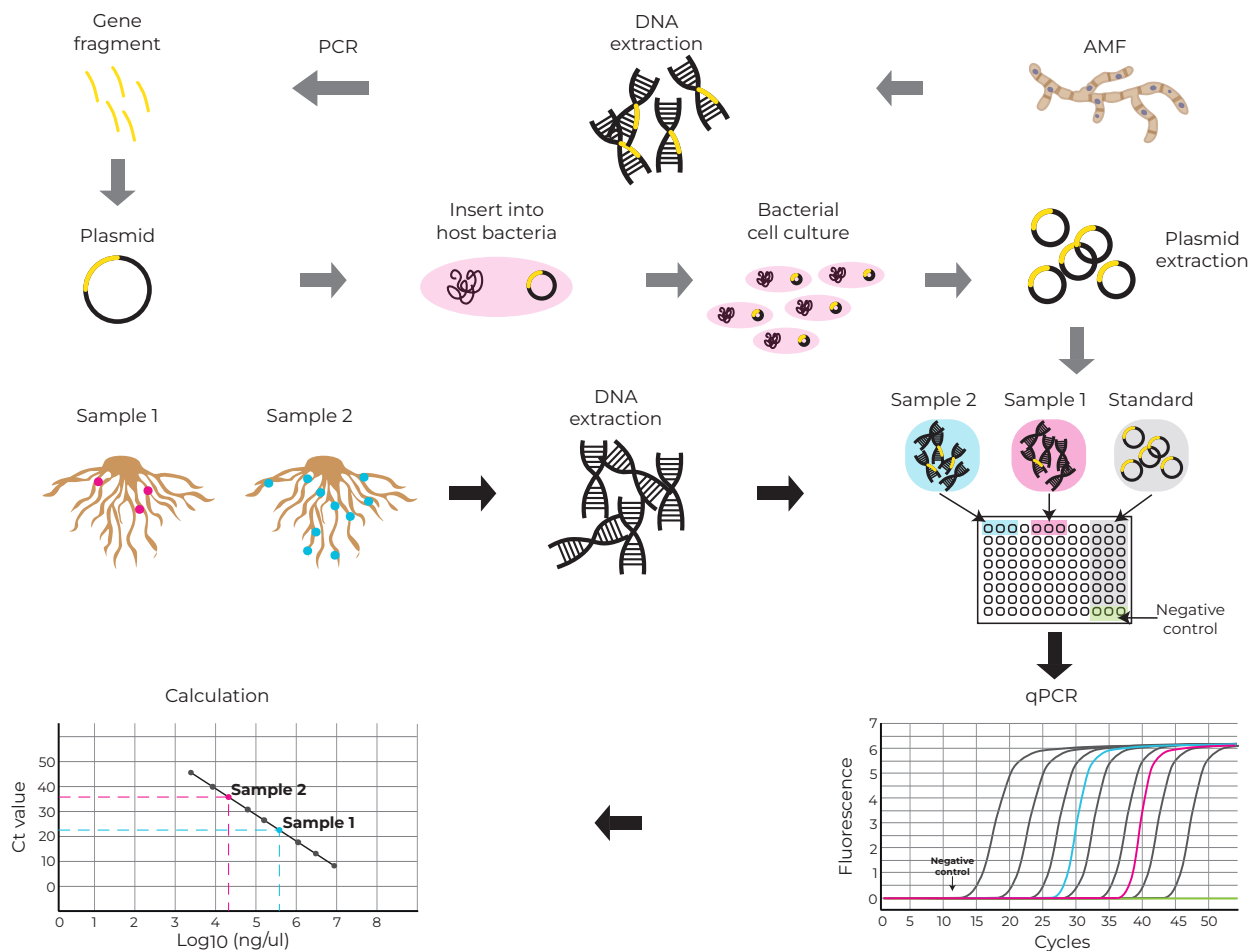 Gene
fragment
PCR
DNA
extraction
AMF
Plasmid
Insert into
host bacteria
Bacterial
cell culture
Plasmid
extraction
Sample 1
Sample 2
DNA
extraction
Sample 2
Sample 1
Standard
Negative
control
Calculation
50
40
30
20
10
0
Ct value
Sample 2
Sample 1
0 1 2 3 4 5 6 7 8
Log10 (ng/ul)
qPCR
7
6
5
4
3
2
1
0
Fluorescence
Negative
control
0 5 10 15 20 25 30 35 40 45 50
Cycles